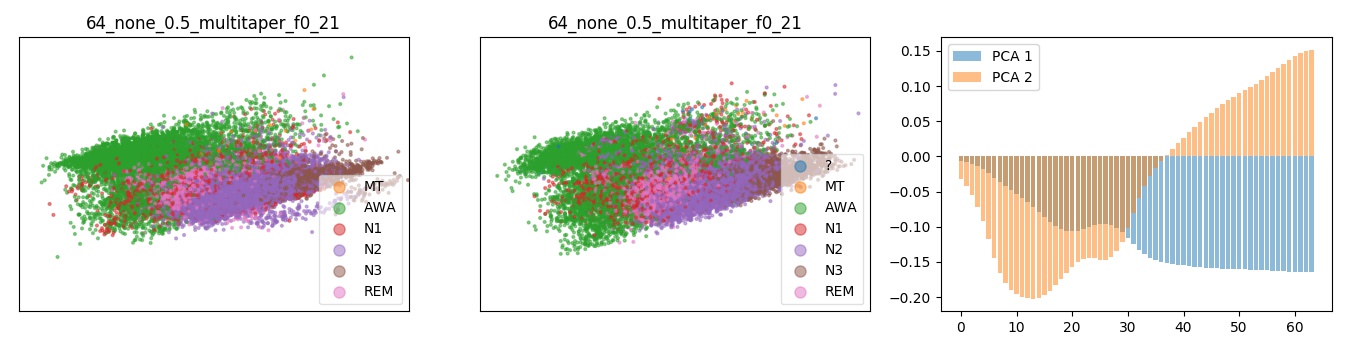 64_none_0.5_multitaper_f0_21
MT
AWA
N1
N2
N3
REM
64_none_0.5_multitaper_f0_21
?
MT
AWA
N1
N2
N3
REM
PCA 1
PCA 2
0.15
0.10
0.05
0.00
−0.05
−0.10
−0.15
−0.20
0 10 20 30 40 50 60